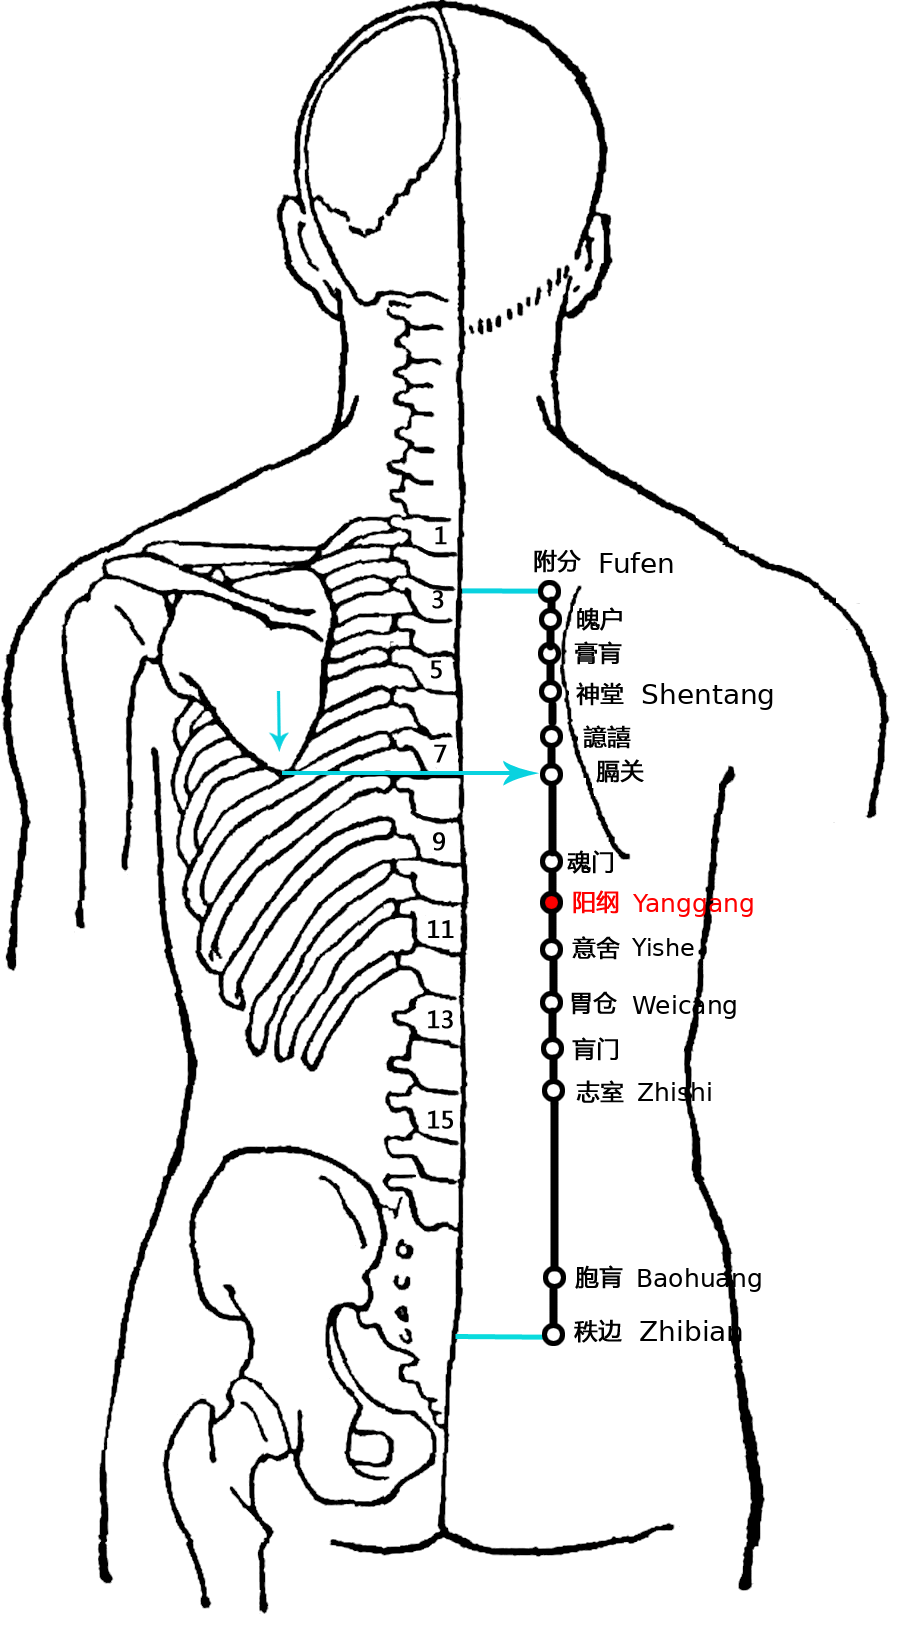 1
附分 Fufen
3
魄户
膏肓
5
神堂 Shentang
譩譆
7
膈关
9
魂门
阳纲 Yanggang
11
意舍 Yishe
胃仓 Weicang
13
肓门
志室 Zhishi
15
胞肓 Baohuang
秩边 Zhibian